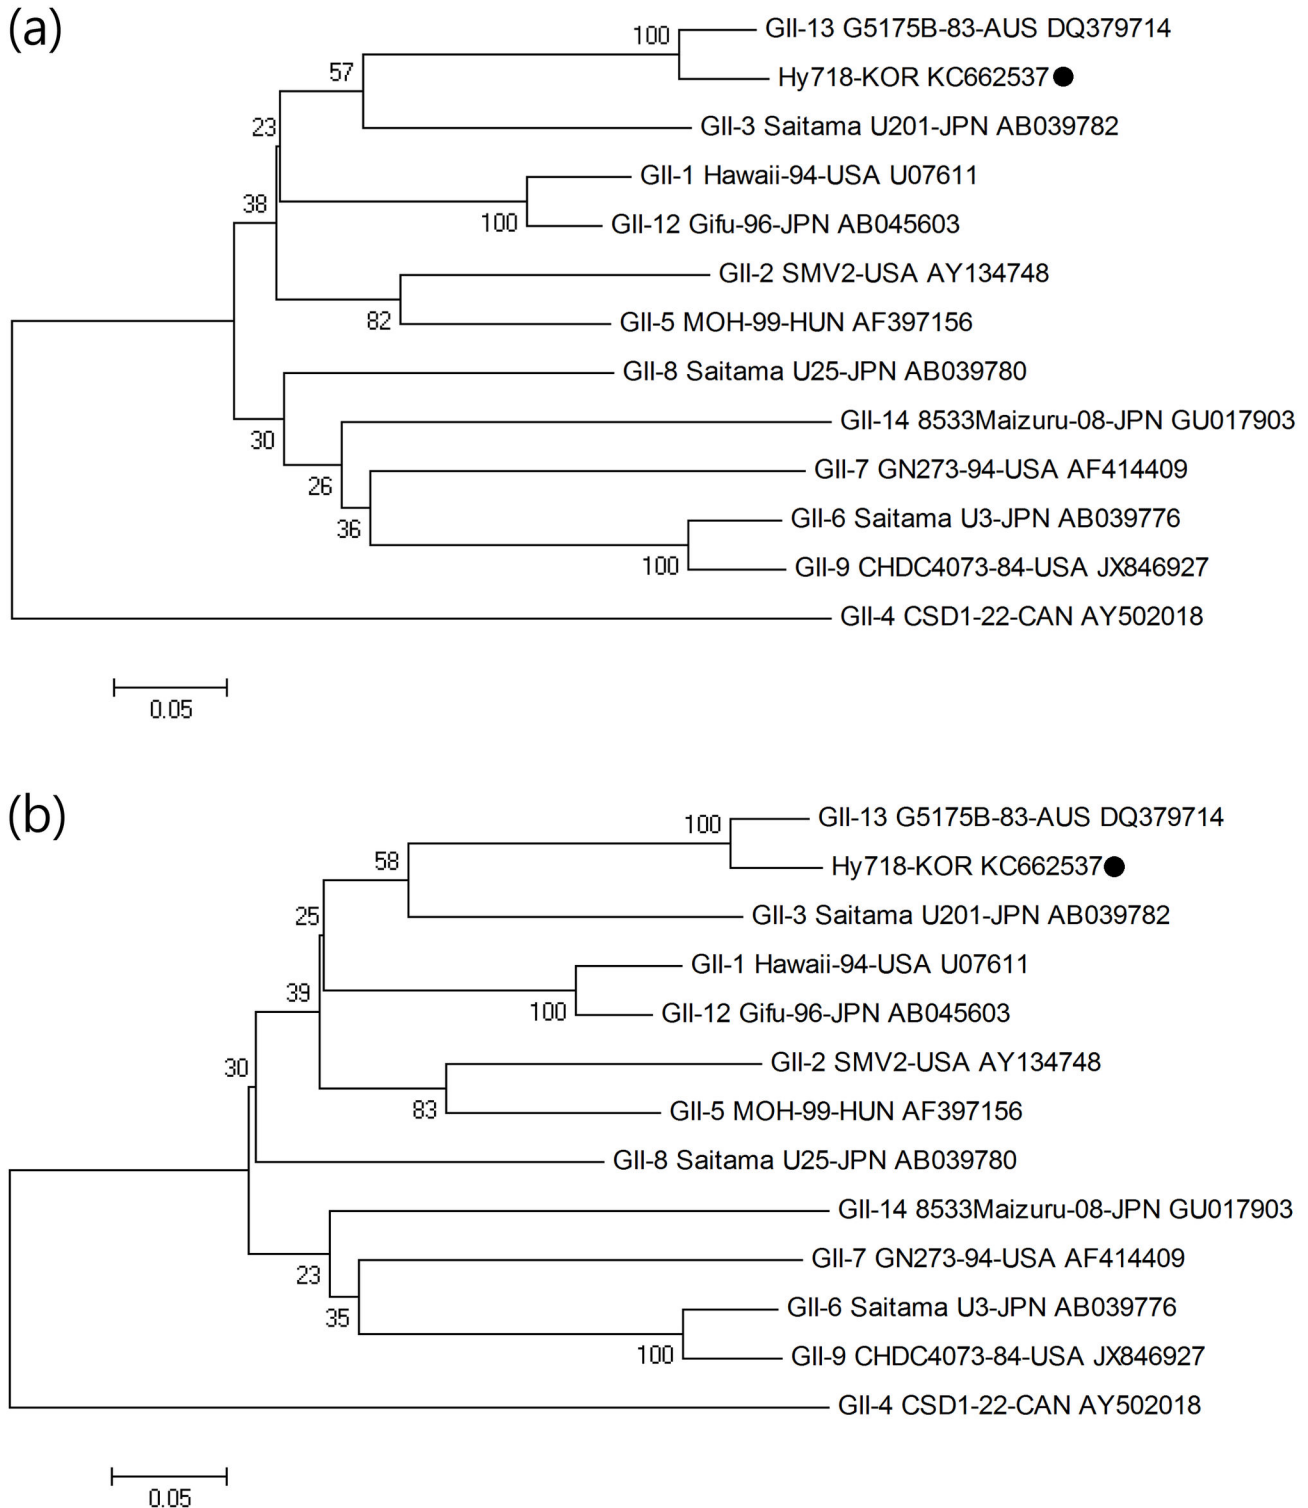 (a)
100
GII-13 G5175B-83-AUS DQ379714
57
Hy718-KOR KC662537
23
GII-3 Saitama U201-JPN AB039782
GII-1 Hawaii-94-USA U07611
38
100
GII-12 Gifu-96-JPN AB045603
GII-2 SMV2-USA AY134748
82
GII-5 MOH-99-HUN AF397156
GII-8 Saitama U25-JPN AB039780
30
GII-14 8533Maizuru-08-JPN GU017903
26
GII-7 GN273-94-USA AF414409
36
GII-6 Saitama U3-JPN AB039776
100
GII-9 CHDC4073-84-USA JX846927
GII-4 CSD1-22-CAN AY502018
0.05
(b)
100
GII-13 G5175B-83-AUS DQ379714
58
Hy718-KOR KC662537
25
GII-3 Saitama U201-JPN AB039782
GII-1 Hawaii-94-USA U07611
39
100
GII-12 Gifu-96-JPN AB045603
30
GII-2 SMV2-USA AY134748
83
GII-5 MOH-99-HUN AF397156
GII-8 Saitama U25-JPN AB039780
GII-14 8533Maizuru-08-JPN GU017903
23
GII-7 GN273-94-USA AF414409
35
GII-6 Saitama U3-JPN AB039776
100
GII-9 CHDC4073-84-USA JX846927
GII-4 CSD1-22-CAN AY502018
0.05